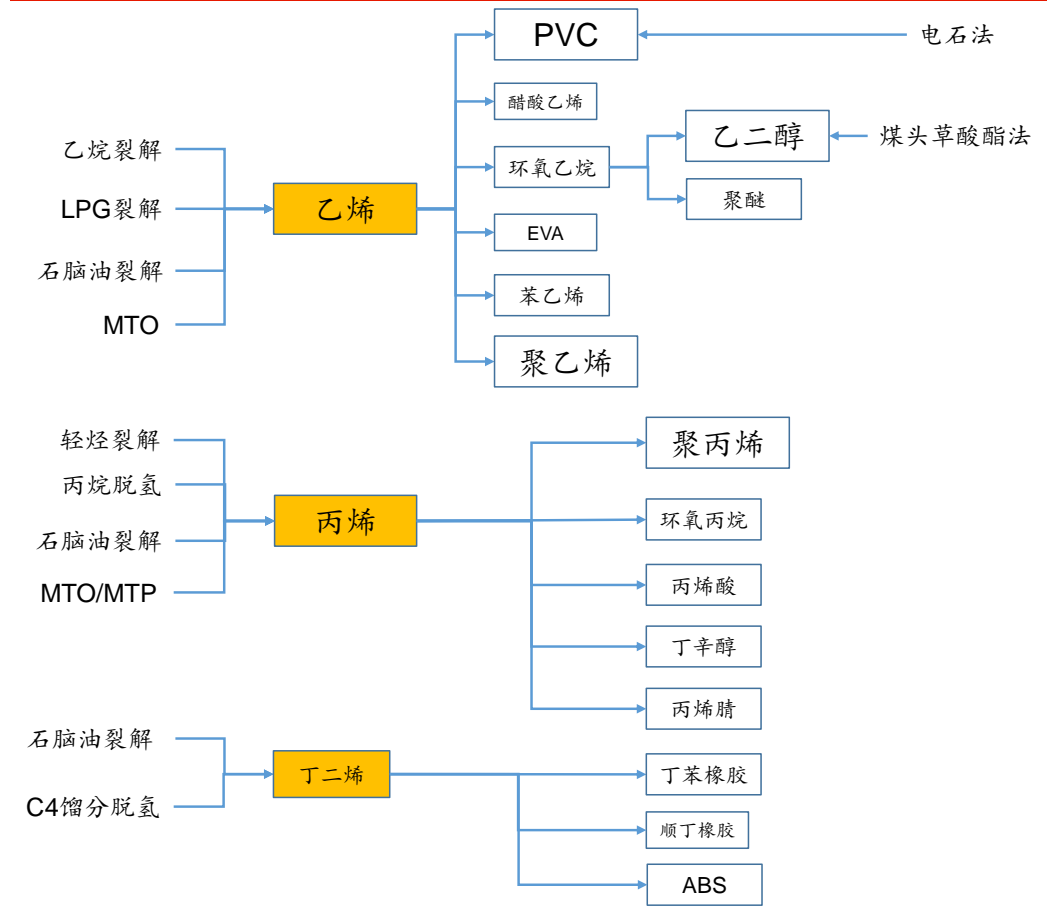 PVC
电石法
醋酸乙烯
乙烷裂解
环氧乙烷
乙二醇
煤头草酸酯法
LPG裂解
乙烯
聚醚
EVA
石脑油裂解
苯乙烯
MTO
聚乙烯
轻烃裂解
聚丙烯
丙烷脱氢
丙烯
环氧丙烷
石脑油裂解
MTO/MTP
丙烯酸
丁辛醇
丙烯腈
石脑油裂解
丁二烯
丁苯橡胶
C4馏分脱氢
顺丁橡胶
ABS